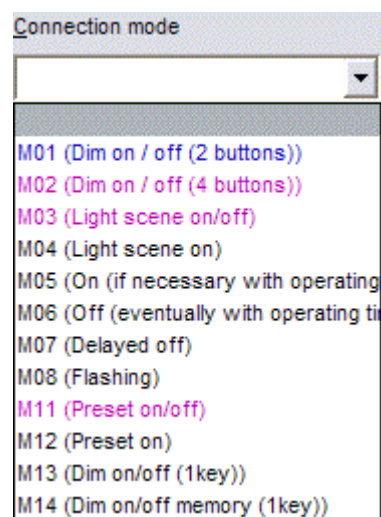 Connection mode
M01 (Dim on / off (2 buttons))
M02 (Dim on / off (4 buttons))
M03 (Light scene on/off)
M04 (Light scene on)
M05 (On (if necessary with operating
M06 (Off (eventually with operating ti
M07 (Delayed off)
M08 (Flashing)
M11 (Preset on/off)
M12 (Preset on)
M13 (Dim on/off (1key))
M14 (Dim on/off memory (1key))